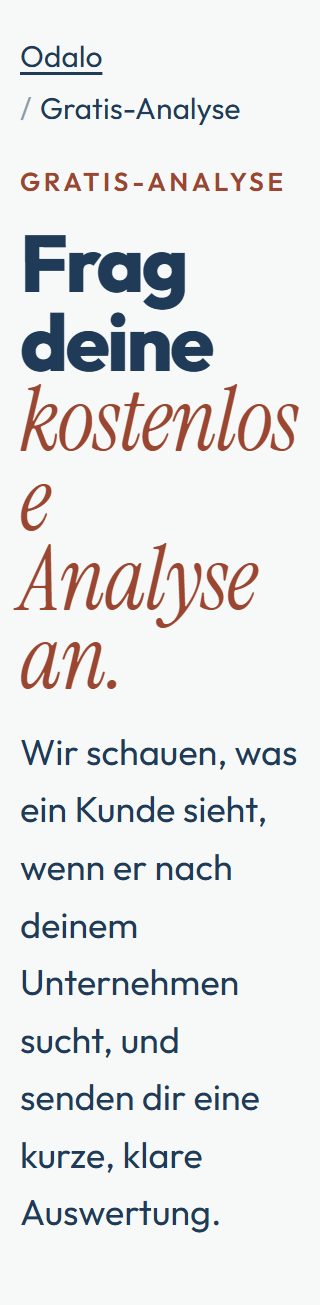 Odalo
/ Gratis-Analyse
GRATIS-ANALYSE
Frag
deine
kostenlos
e
Analyse
an.
Wir schauen, was
ein Kunde sieht,
wenn er nach
deinem
Unternehmen
sucht, und
senden dir eine
kurze, klare
Auswertung.